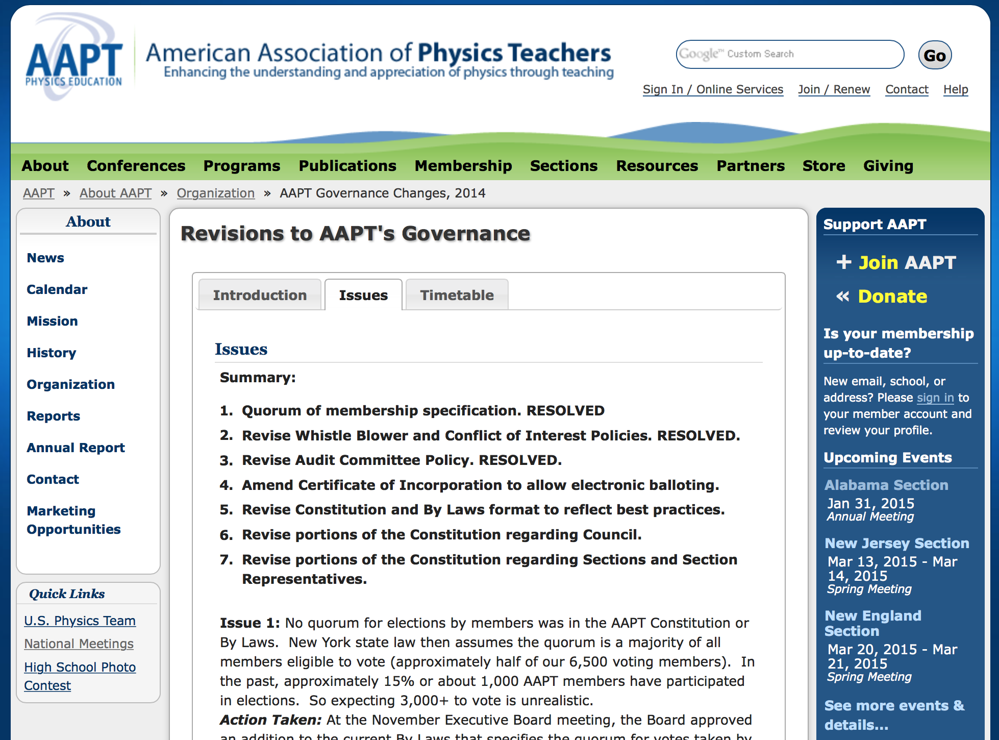 AAPT
PHYSICS EDUCATION
American Association of Physics Teachers
Enhancing the understanding and appreciation of physics through teaching
Google™ Custom Search
Go
Sign In / Online Services Join / Renew Contact Help
About Conferences Programs Publications Membership Sections Resources Partners Store Giving
AAPT » About AAPT » Organization » AAPT Governance Changes, 2014
About
News
Calendar
Mission
History
Organization
Reports
Annual Report
Contact
Marketing
Opportunities
Quick Links
U.S. Physics Team
National Meetings
High School Photo
Contest
Revisions to AAPT's Governance
Introduction Issues Timetable
Issues
Summary:
1. Quorum of membership specification. RESOLVED
2. Revise Whistle Blower and Conflict of Interest Policies. RESOLVED.
3. Revise Audit Committee Policy. RESOLVED.
4. Amend Certificate of Incorporation to allow electronic balloting.
5. Revise Constitution and By Laws format to reflect best practices.
6. Revise portions of the Constitution regarding Council.
7. Revise portions of the Constitution regarding Sections and Section
Representatives.
Issue 1: No quorum for elections by members was in the AAPT Constitution or
By Laws.  New York state law then assumes the quorum is a majority of all
members eligible to vote (approximately half of our 6,500 voting members).  In
the past, approximately 15% or about 1,000 AAPT members have participated
in elections.  So expecting 3,000+ to vote is unrealistic.
Action Taken: At the November Executive Board meeting, the Board approved
an addition to the current By Laws that specifies the quorum for votes taken by
Support AAPT
+ Join AAPT
« Donate
Is your membership
up-to-date?
New email, school, or
address? Please sign in to
your member account and
review your profile.
Upcoming Events
Alabama Section
Jan 31, 2015
Annual Meeting
New Jersey Section
Mar 13, 2015 - Mar
14, 2015
Spring Meeting
New England
Section
Mar 20, 2015 - Mar
21, 2015
Spring Meeting
See more events &
details...